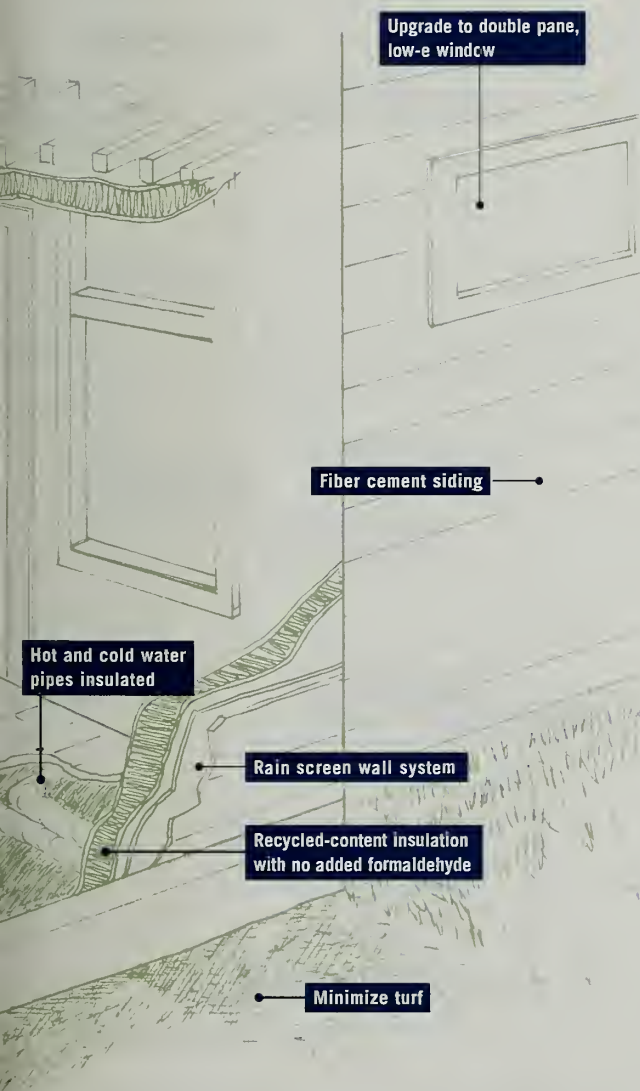 Upgrade to double pane,
low-e window
Fiber cement siding
Hot and cold water
pipes insulated
Rain screen wall system
Recycled-content insulation
with no added formaldehyde
Minimize turf